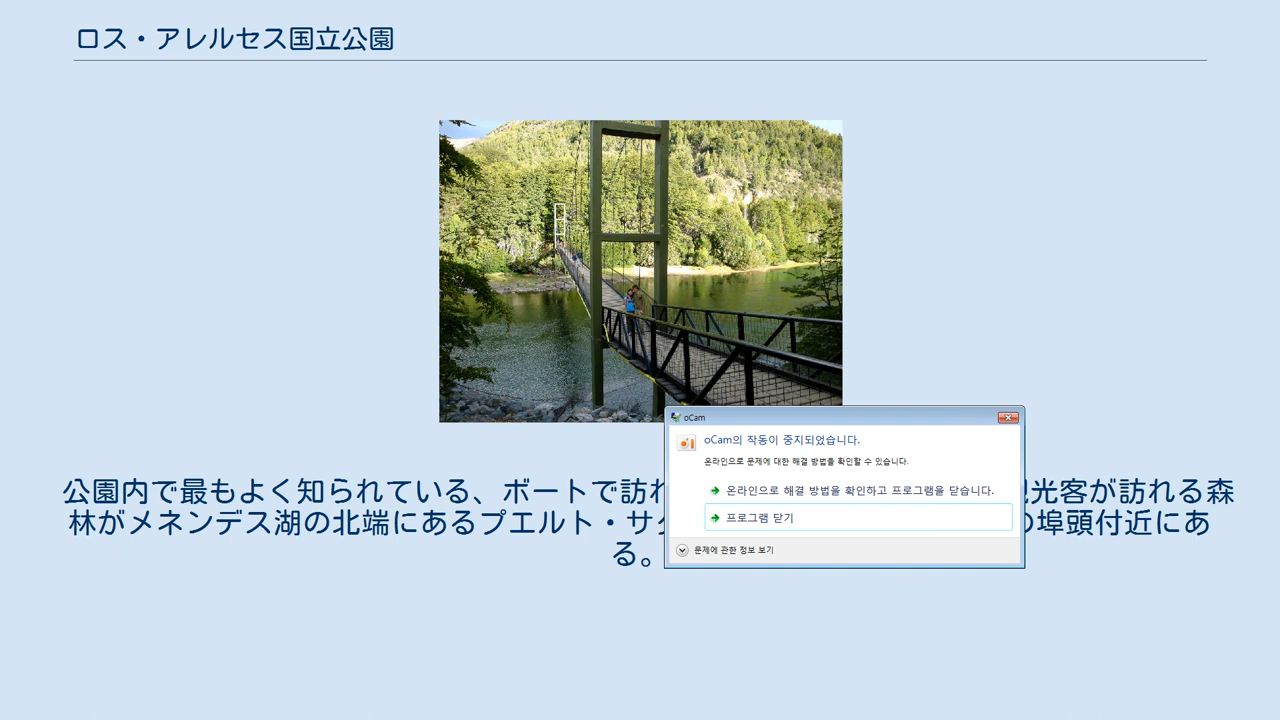 ロス・アレルセス国立公園
oCam
oCam의 작동이 중지되었습니다.
온라인으로 문제에 대한 해결 방법을 확인할 수 있습니다.
온라인으로 해결 방법을 확인하고 프로그램을 닫습니다.
프로그램 닫기
문제에 관한 정보 보기
公園内で最もよく知られている、ボートで訪れ 光客が訪れる森
林がメネンデス湖の北端にあるプエルト・サ の埠頭付近にあ
る。